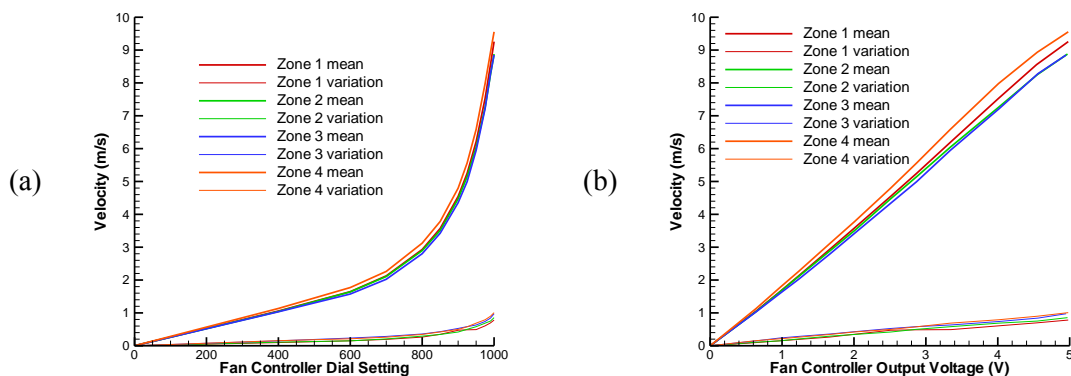 (a)
Velocity (m/s)
10
9
8
7
6
5
4
3
2
1
0
Zone 1 mean
Zone 1 variation
Zone 2 mean
Zone 2 variation
Zone 3 mean
Zone 3 variation
Zone 4 mean
Zone 4 variation
0 200 400 600 800 1000
Fan Controller Dial Setting
(b)
Velocity (m/s)
10
9
8
7
6
5
4
3
2
1
0
Zone 1 mean
Zone 1 variation
Zone 2 mean
Zone 2 variation
Zone 3 mean
Zone 3 variation
Zone 4 mean
Zone 4 variation
0 1 2 3 4 5
Fan Controller Output Voltage (V)